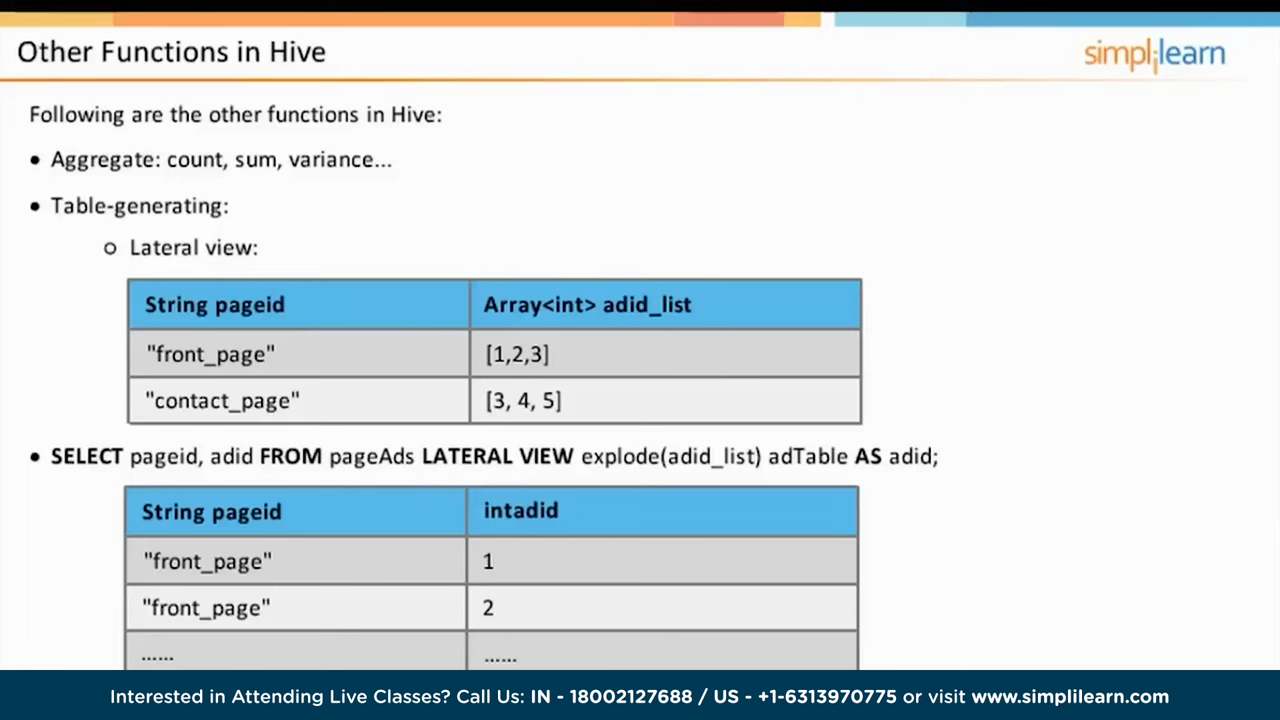 Other Functions in Hive
simplilearn
Following are the other functions in Hive:
• Aggregate: count, sum, variance...
• Table-generating:
o Lateral view:
String pageid Array<int> adid_list
"front_page" [1,2,3]
"contact_page" [3, 4, 5]
• SELECT pageid, adid FROM pageAds LATERAL VIEW explode(adid_list) adTable AS adid;
String pageid intadid
"front_page" 1
"front_page" 2
...... ......
Interested in Attending Live Classes? Call Us: IN - 18002127688 / US - +1-6313970775 or visit www.simplilearn.com